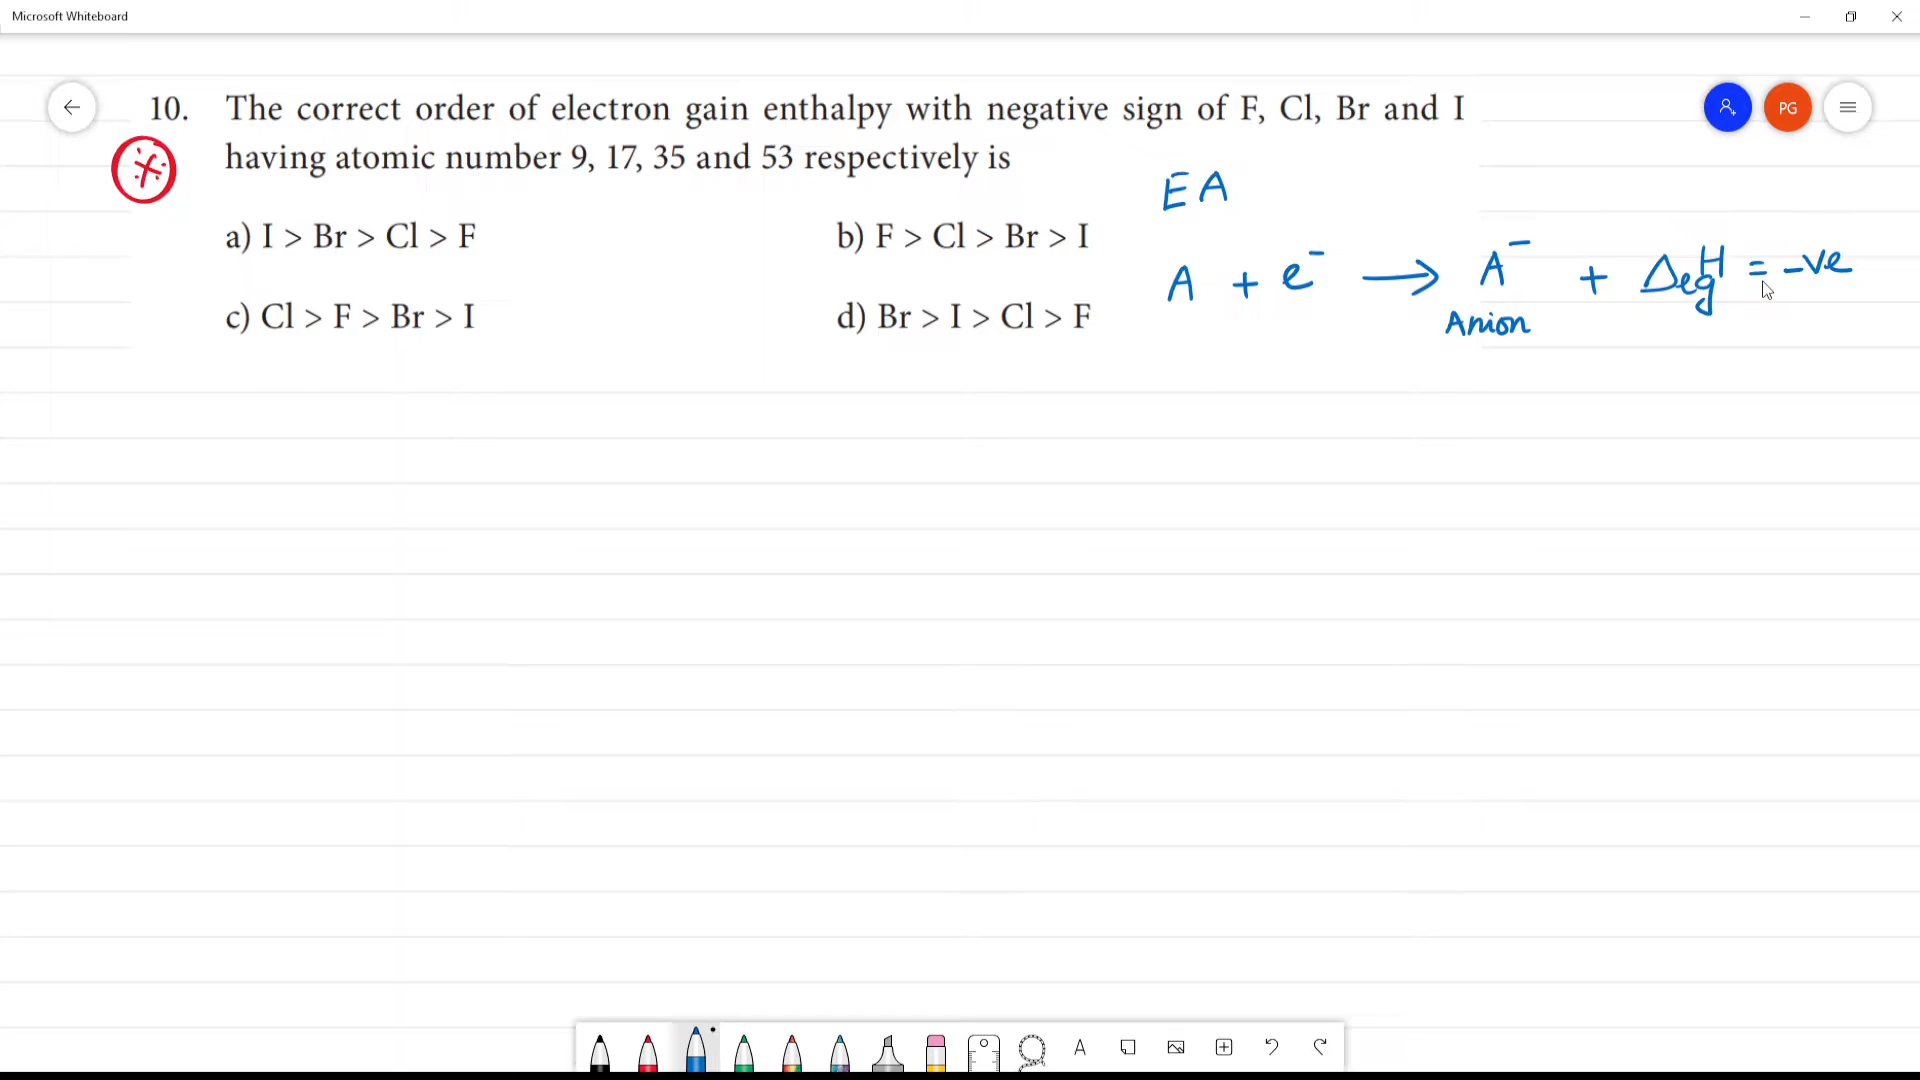 Microsoft Whiteboard
10. The correct order of electron gain enthalpy with negative sign of F, Cl, Br and I
having atomic number 9, 17, 35 and 53 respectively is
a) I > Br > Cl > F
b) F > Cl > Br > I
c) Cl > F > Br > I
d) Br > I > Cl > F
EA
A + e⁻ → A⁻ + ΔegH = -ve
Anion
PG
A